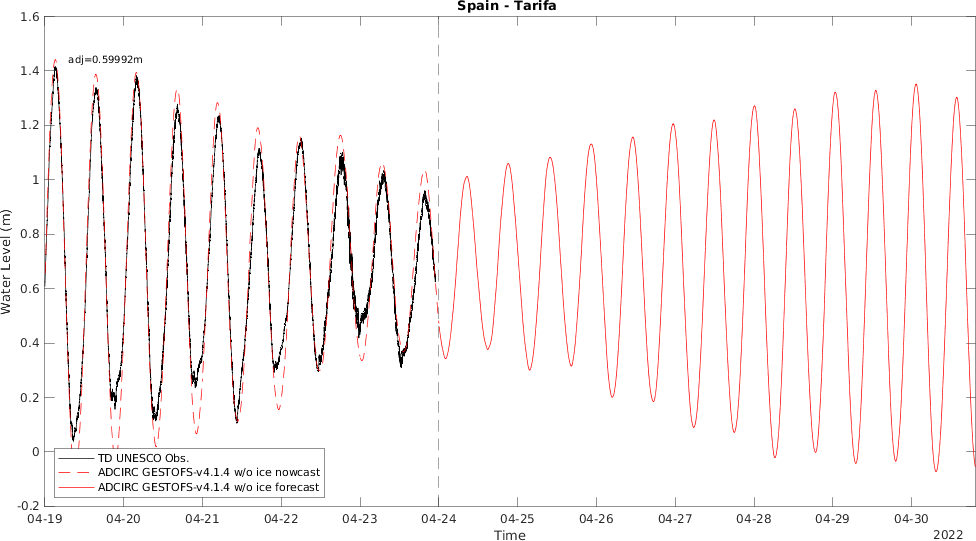 Spain - Tarifa
1.6
1.4
1.2
1
0.8
0.6
0.4
0.2
0
-0.2
Water Level (m)
adj=0.59992m
TD UNESCO Obs.
ADCIRC GESTOFS-v4.1.4 w/o ice nowcast
ADCIRC GESTOFS-v4.1.4 w/o ice forecast
04-19 04-20 04-21 04-22 04-23 04-24 04-25 04-26 04-27 04-28 04-29 04-30
Time
2022